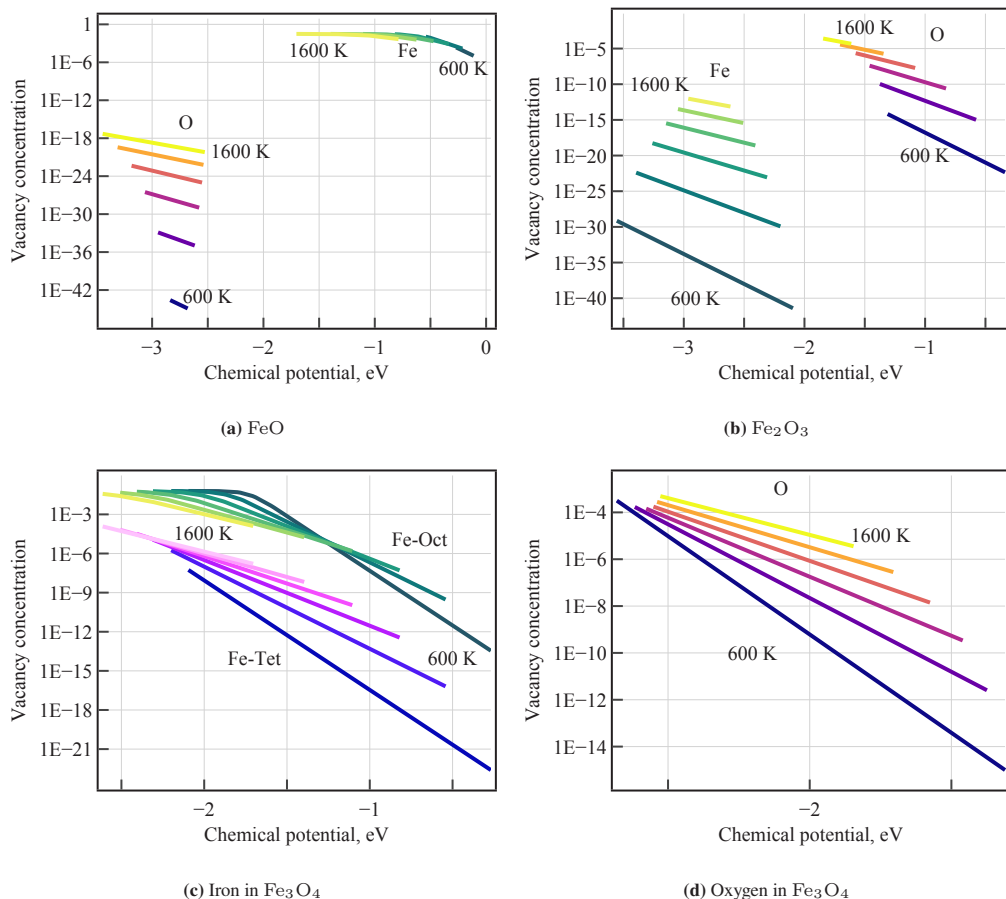 1
1E−6
1E−12
1E−18
1E−24
1E−30
1E−36
1E−42
Vacancy concentration
1600 K
Fe
600 K
O
1600 K
600 K
−3
−2
−1
0
Chemical potential, eV
(a) FeO
1E−5
1E−10
1E−15
1E−20
1E−25
1E−30
1E−35
1E−40
Vacancy concentration
1600 K
O
Fe
1600 K
600 K
600 K
−3
−2
−1
Chemical potential, eV
(b) Fe2O3
1E−3
1E−6
1E−9
1E−12
1E−15
1E−18
1E−21
Vacancy concentration
1600 K
Fe-Oct
Fe-Tet
600 K
−2
−1
Chemical potential, eV
(c) Iron in Fe3O4
1E−4
1E−6
1E−8
1E−10
1E−12
1E−14
Vacancy concentration
O
1600 K
600 K
−2
Chemical potential, eV
(d) Oxygen in Fe3O4